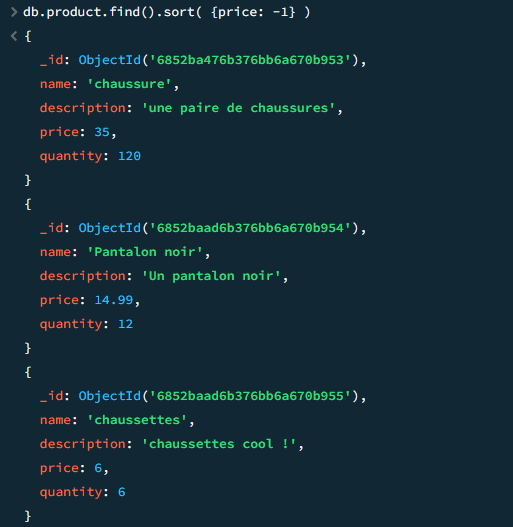 > db.product.find().sort( {price: -1} )
< {
_id: ObjectId('6852ba476b376bb6a670b953'),
name: 'chaussure',
description: 'une paire de chaussures',
price: 35,
quantity: 120
}
{
_id: ObjectId('6852baad6b376bb6a670b954'),
name: 'Pantalon noir',
description: 'Un pantalon noir',
price: 14.99,
quantity: 12
}
{
_id: ObjectId('6852baad6b376bb6a670b955'),
name: 'chaussettes',
description: 'chaussettes cool !',
price: 6,
quantity: 6
}